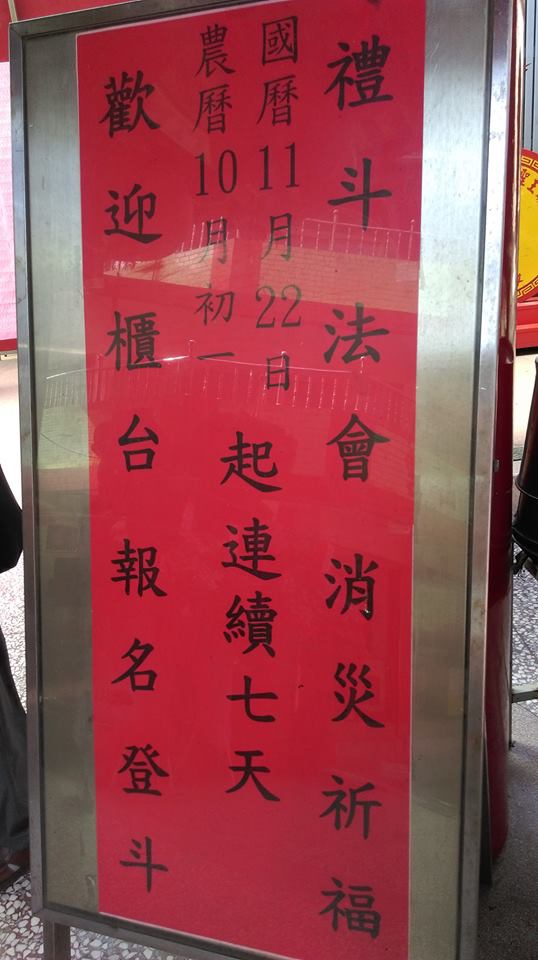 禮斗法會消災祈福
國曆11月22日
農曆10月初一
起連續七天
歡迎櫃台報名登斗